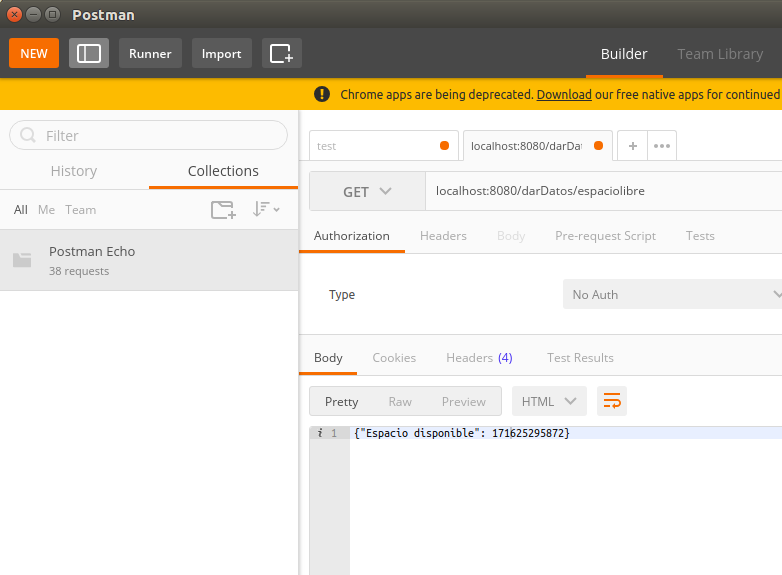 Postman
NEW Runner Import Builder Team Library
Chrome apps are being deprecated. Download our free native apps for continued
Filter
History Collections
All Me Team
Postman Echo
38 requests
test localhost:8080/darDat
GET localhost:8080/darDatos/espaciolibre
Authorization Headers Body Pre-request Script Tests
Type No Auth
Body Cookies Headers (4) Test Results
Pretty Raw Preview HTML
i 1 {"Espacio disponible": 171625295872}